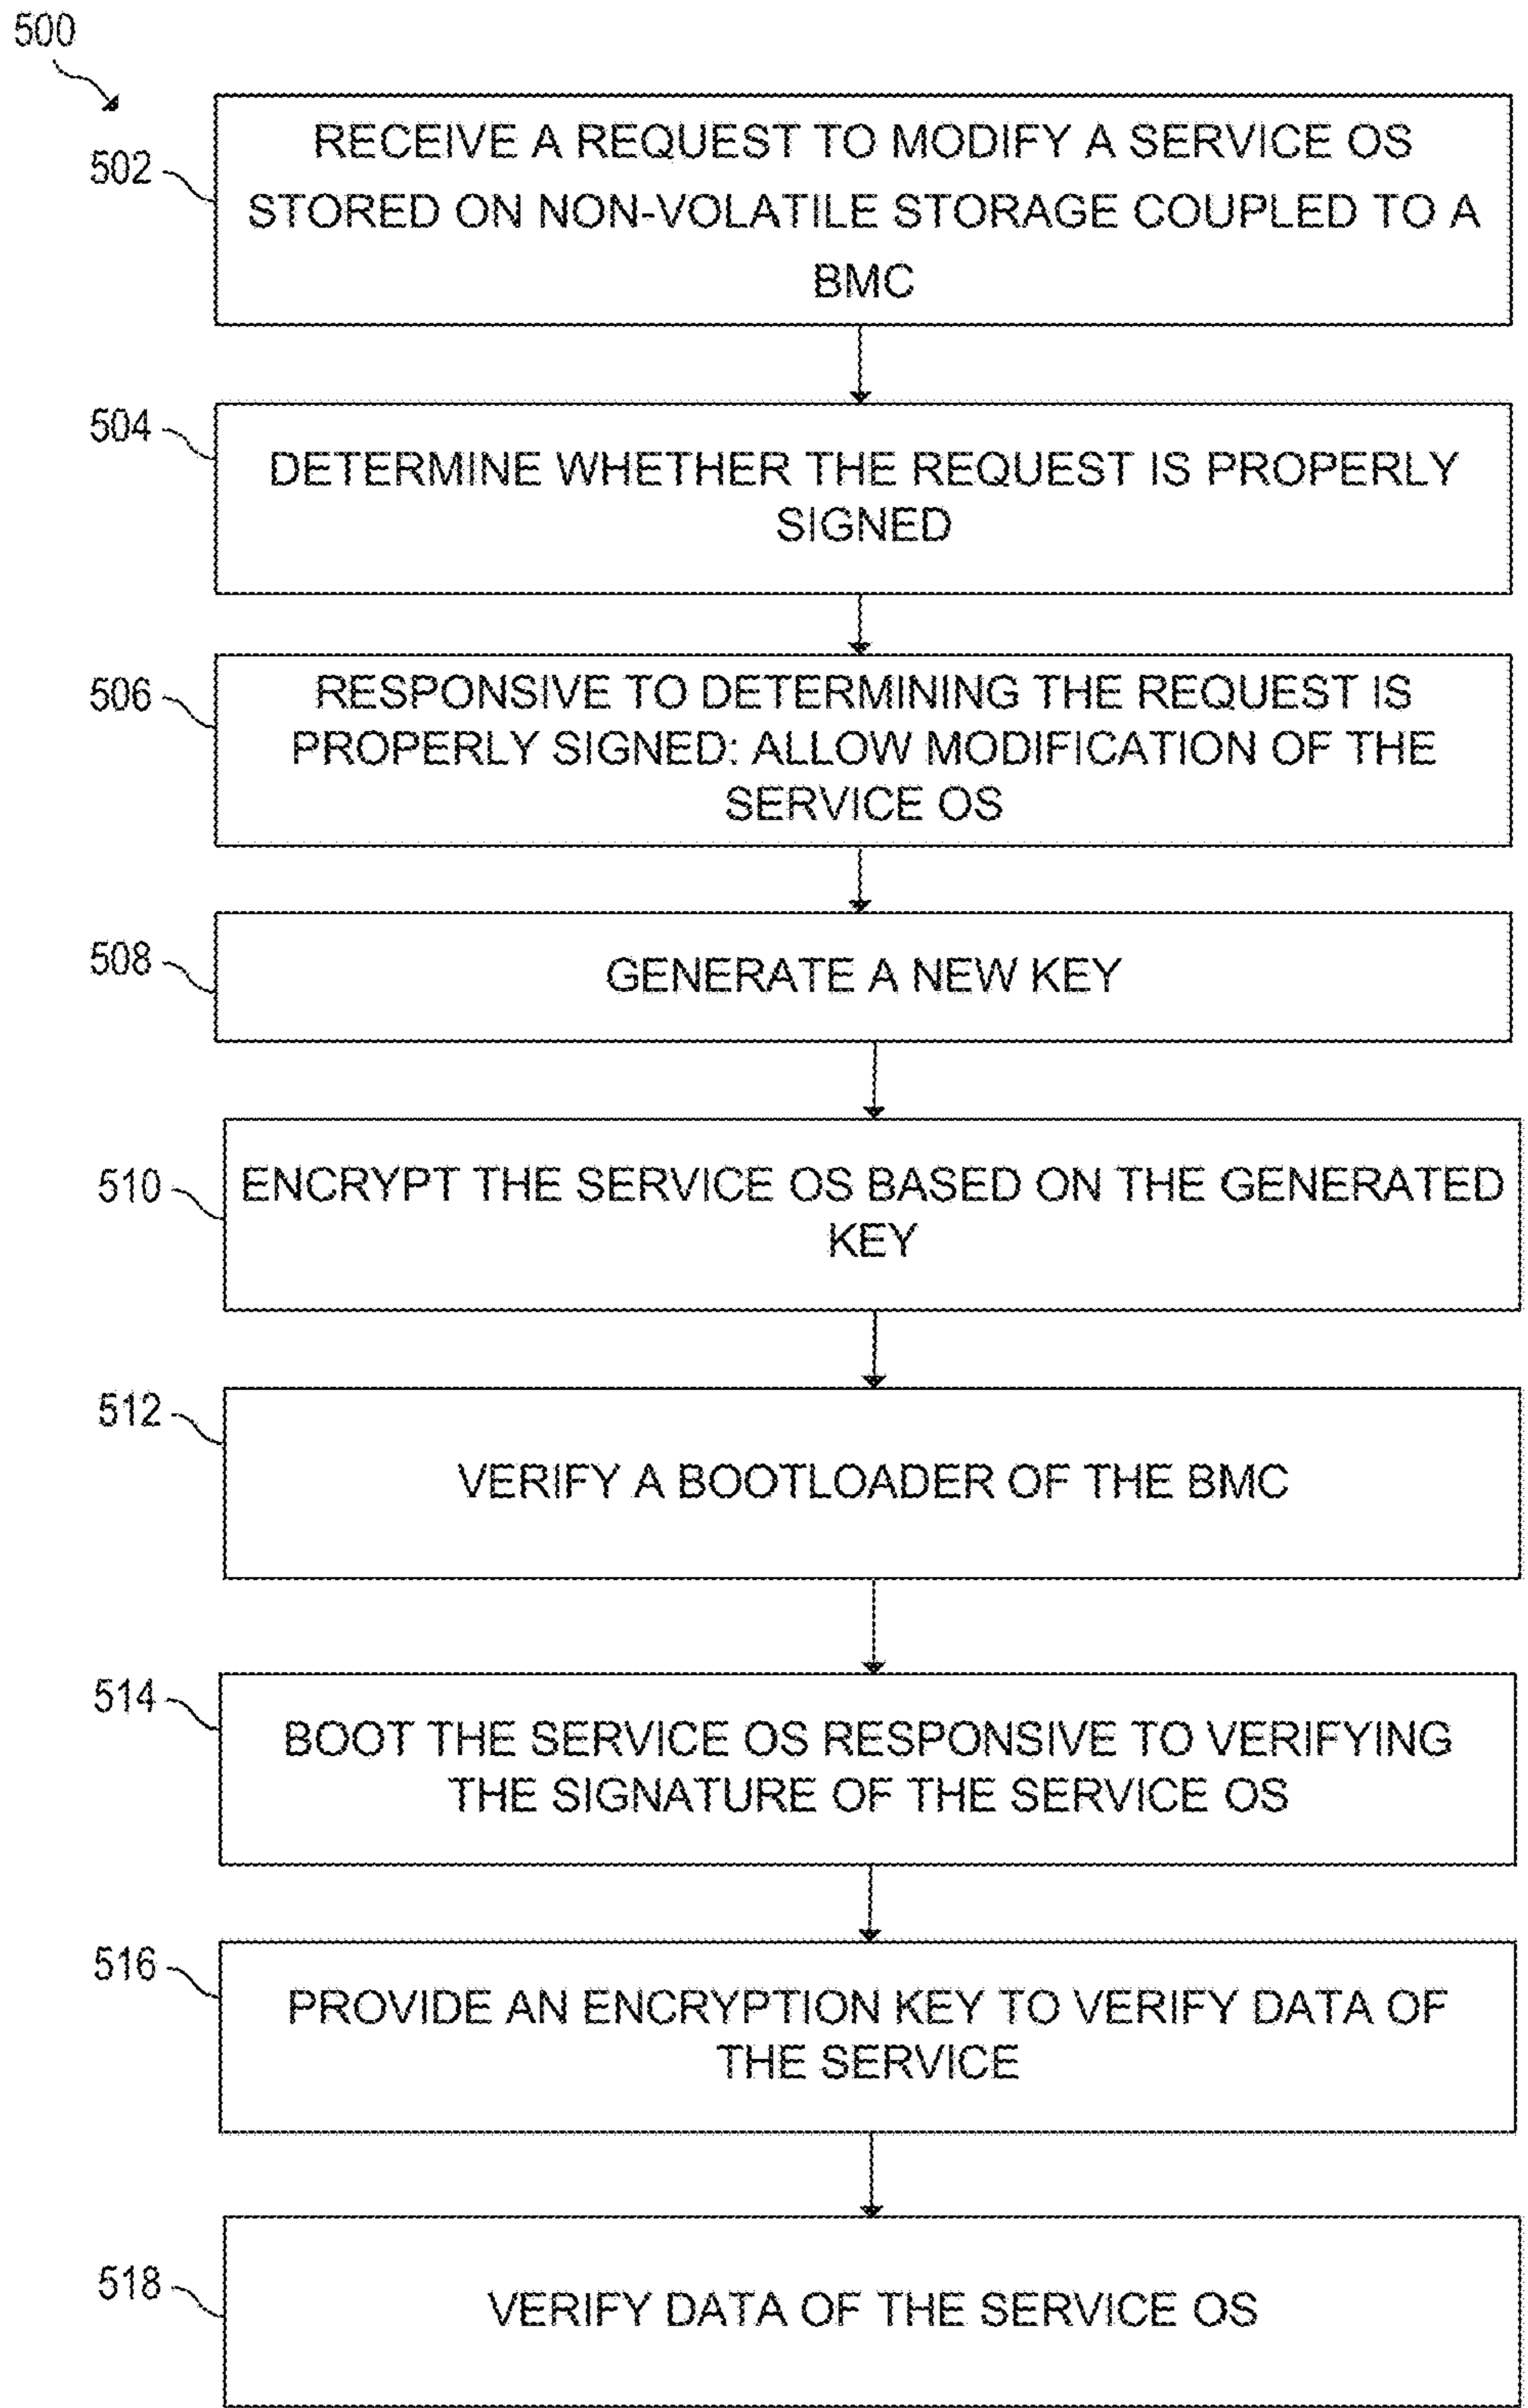 500
502
RECEIVE A REQUEST TO MODIFY A SERVICE OS
STORED ON NON-VOLATILE STORAGE COUPLED TO A
BMC
504
DETERMINE WHETHER THE REQUEST IS PROPERLY
SIGNED
506
RESPONSIVE TO DETERMINING THE REQUEST IS
PROPERLY SIGNED: ALLOW MODIFICATION OF THE
SERVICE OS
508
GENERATE A NEW KEY
510
ENCRYPT THE SERVICE OS BASED ON THE GENERATED
KEY
512
VERIFY A BOOTLOADER OF THE BMC
514
BOOT THE SERVICE OS RESPONSIVE TO VERIFYING
THE SIGNATURE OF THE SERVICE OS
516
PROVIDE AN ENCRYPTION KEY TO VERIFY DATA OF
THE SERVICE
518
VERIFY DATA OF THE SERVICE OS